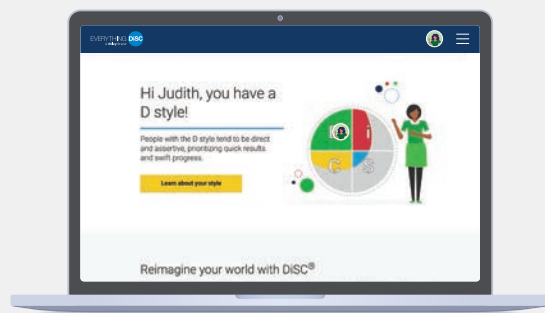 EVERYTHING DiSC
Hi Judith, you have a
D style!
People with the D style tend to be direct
and assertive, prioritizing quick results
and swift progress.
Learn about your style
D i
C S
Reimagine your world with DiSC®